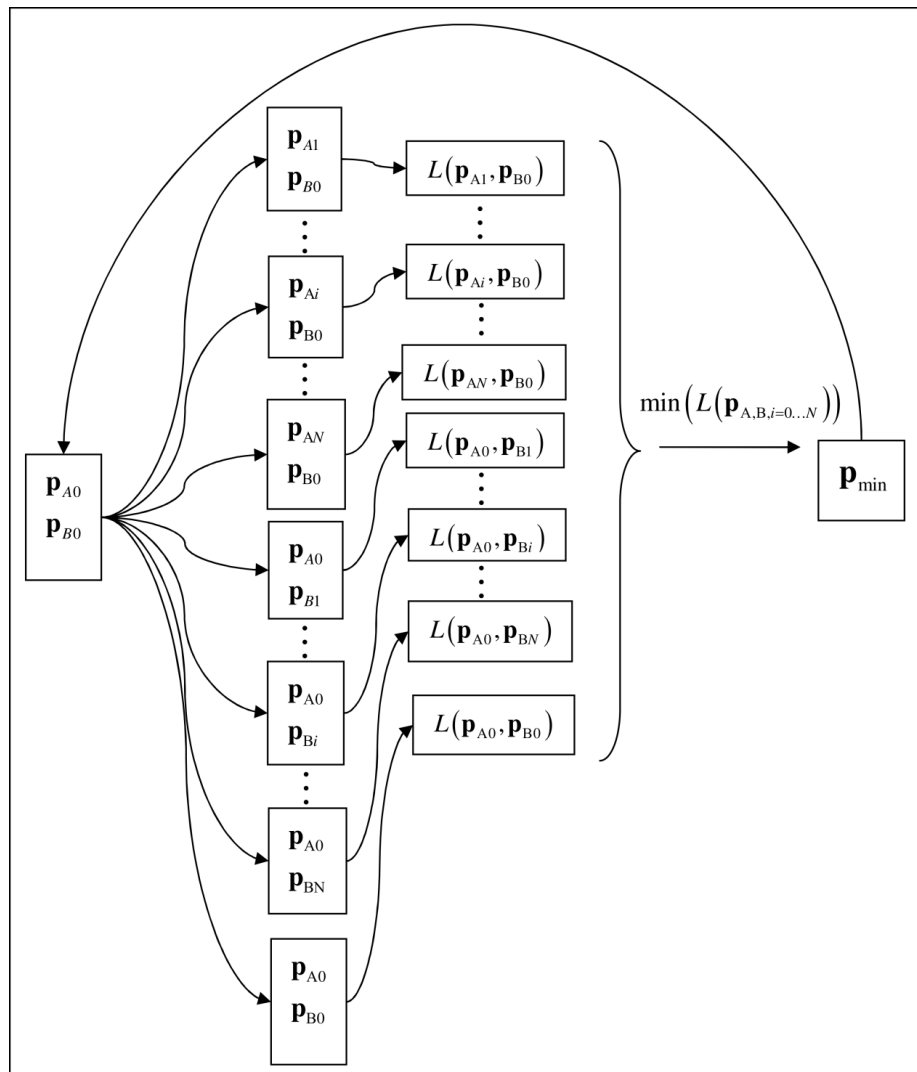 p_A1
p_B0
L(p_A1, p_B0)
p_Ai
p_B0
L(p_Ai, p_B0)
p_AN
p_B0
L(p_AN, p_B0)
min(L(p_A,B,i=0…N))
p_A0
p_B0
L(p_A0, p_B1)
p_min
p_A0
p_B1
L(p_A0, p_Bi)
p_A0
p_Bi
L(p_A0, p_BN)
p_A0
p_BN
L(p_A0, p_B0)
p_A0
p_B0